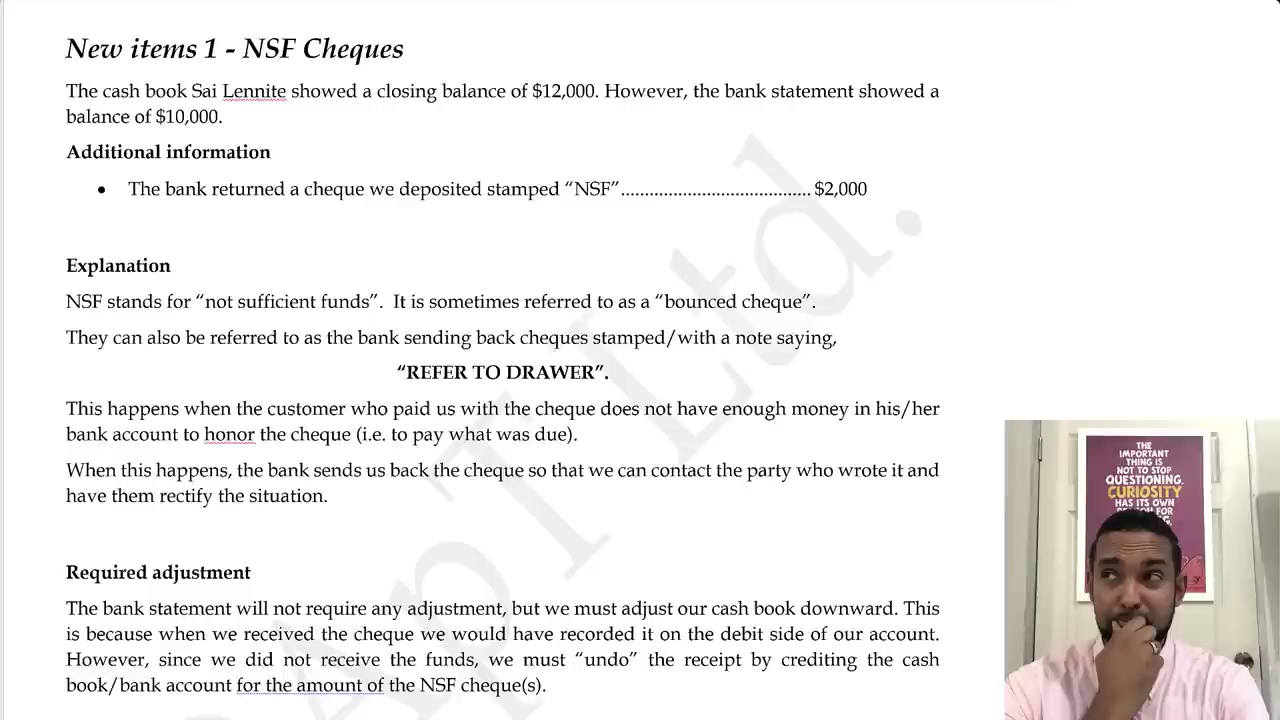 New items 1 - NSF Cheques
The cash book Sai Lennite showed a closing balance of $12,000. However, the bank statement showed a
balance of $10,000.
Additional information
• The bank returned a cheque we deposited stamped “NSF”........................................ $2,000
Explanation
NSF stands for “not sufficient funds”. It is sometimes referred to as a “bounced cheque”.
They can also be referred to as the bank sending back cheques stamped/with a note saying,
“REFER TO DRAWER”.
This happens when the customer who paid us with the cheque does not have enough money in his/her
bank account to honor the cheque (i.e. to pay what was due).
When this happens, the bank sends us back the cheque so that we can contact the party who wrote it and
have them rectify the situation.
Required adjustment
The bank statement will not require any adjustment, but we must adjust our cash book downward. This
is because when we received the cheque we would have recorded it on the debit side of our account.
However, since we did not receive the funds, we must “undo” the receipt by crediting the cash
book/bank account for the amount of the NSF cheque(s).
Ltd.
THE
IMPORTANT
THING IS
NOT TO STOP
QUESTIONING.
CURIOSITY
HAS ITS OWN
FOR